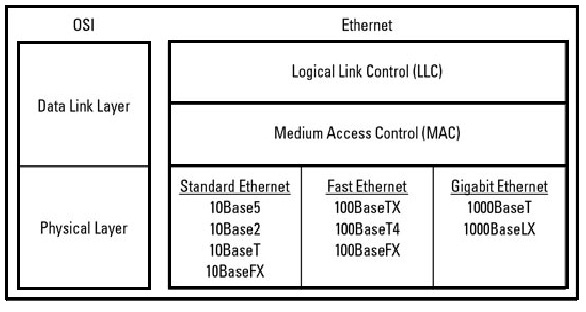 OSI
Ethernet
Data Link Layer
Logical Link Control (LLC)
Medium Access Control (MAC)
Physical Layer
Standard Ethernet
10Base5
10Base2
10BaseT
10BaseFX
Fast Ethernet
100BaseTX
100BaseT4
100BaseFX
Gigabit Ethernet
1000BaseT
1000BaseLX